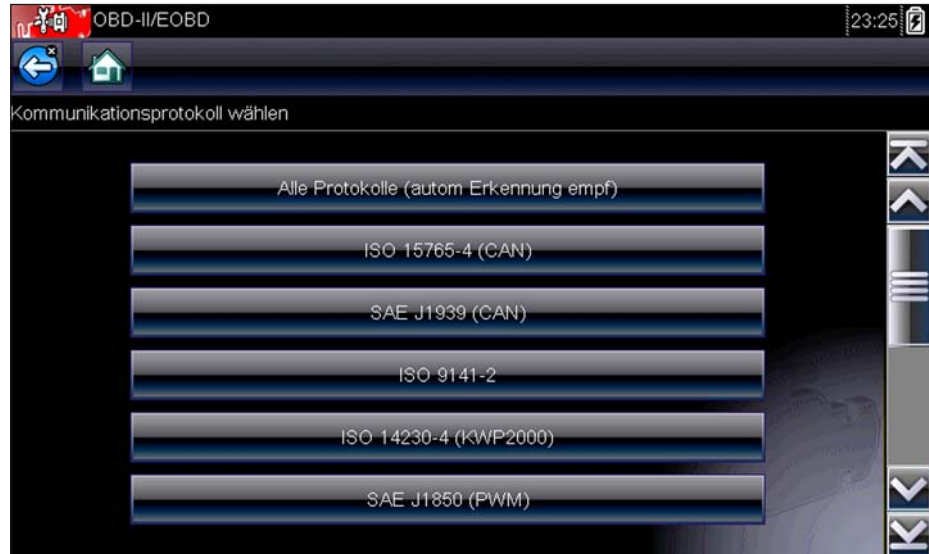 OBD-II/EOBD 23:25
Kommunikationsprotokoll wählen
Alle Protokolle (autom Erkennung empf)
ISO 15765-4 (CAN)
SAE J1939 (CAN)
ISO 9141-2
ISO 14230-4 (KWP2000)
SAE J1850 (PWM)